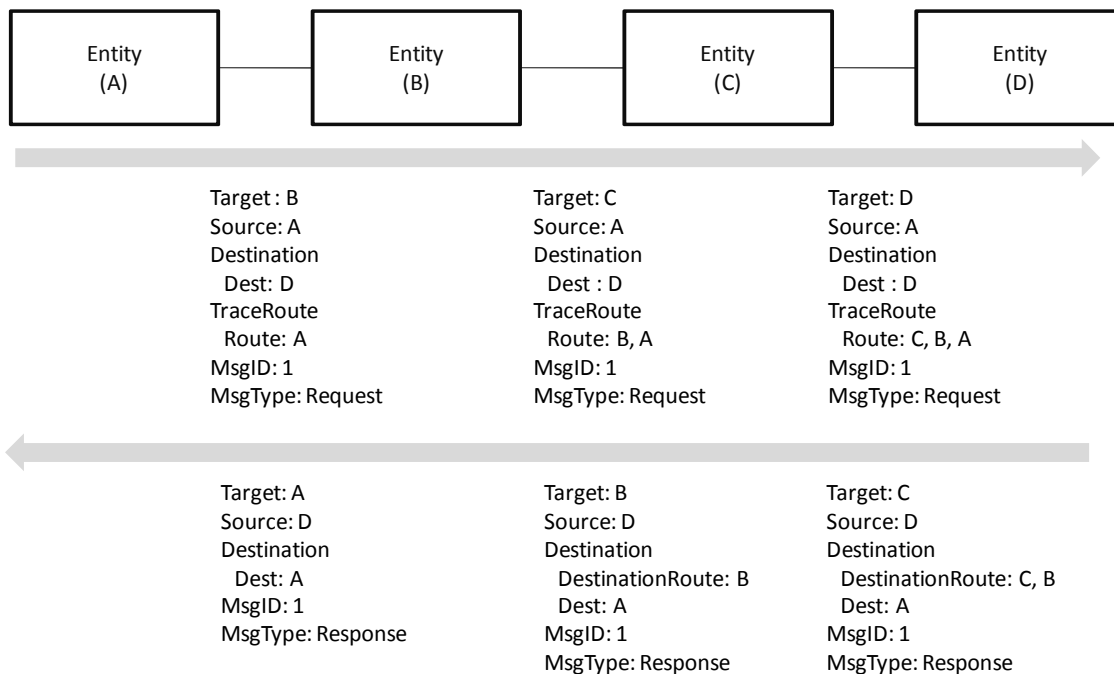 Entity
(A)
Entity
(B)
Entity
(C)
Entity
(D)
Target : B
Source: A
Destination
Dest: D
TraceRoute
Route: A
MsgID: 1
MsgType: Request
Target: C
Source: A
Destination
Dest : D
TraceRoute
Route: B, A
MsgID: 1
MsgType: Request
Target: D
Source: A
Destination
Dest : D
TraceRoute
Route: C, B, A
MsgID: 1
MsgType: Request
Target: A
Source: D
Destination
Dest: A
MsgID: 1
MsgType: Response
Target: B
Source: D
Destination
DestinationRoute: B
Dest: A
MsgID: 1
MsgType: Response
Target: C
Source: D
Destination
DestinationRoute: C, B
Dest: A
MsgID: 1
MsgType: Response